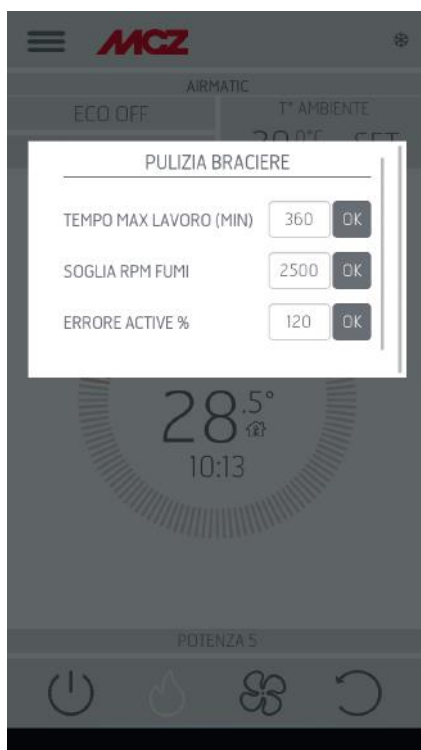 MCZ
AIRMATIC
ECO OFF
T° AMBIENTE
SET
PULIZIA BRACIERE
TEMPO MAX LAVORO (MIN) 360 OK
SOGLIA RPM FUMI 2500 OK
ERRORE ACTIVE % 120 OK
28.5°
10:13
POTENZA 5